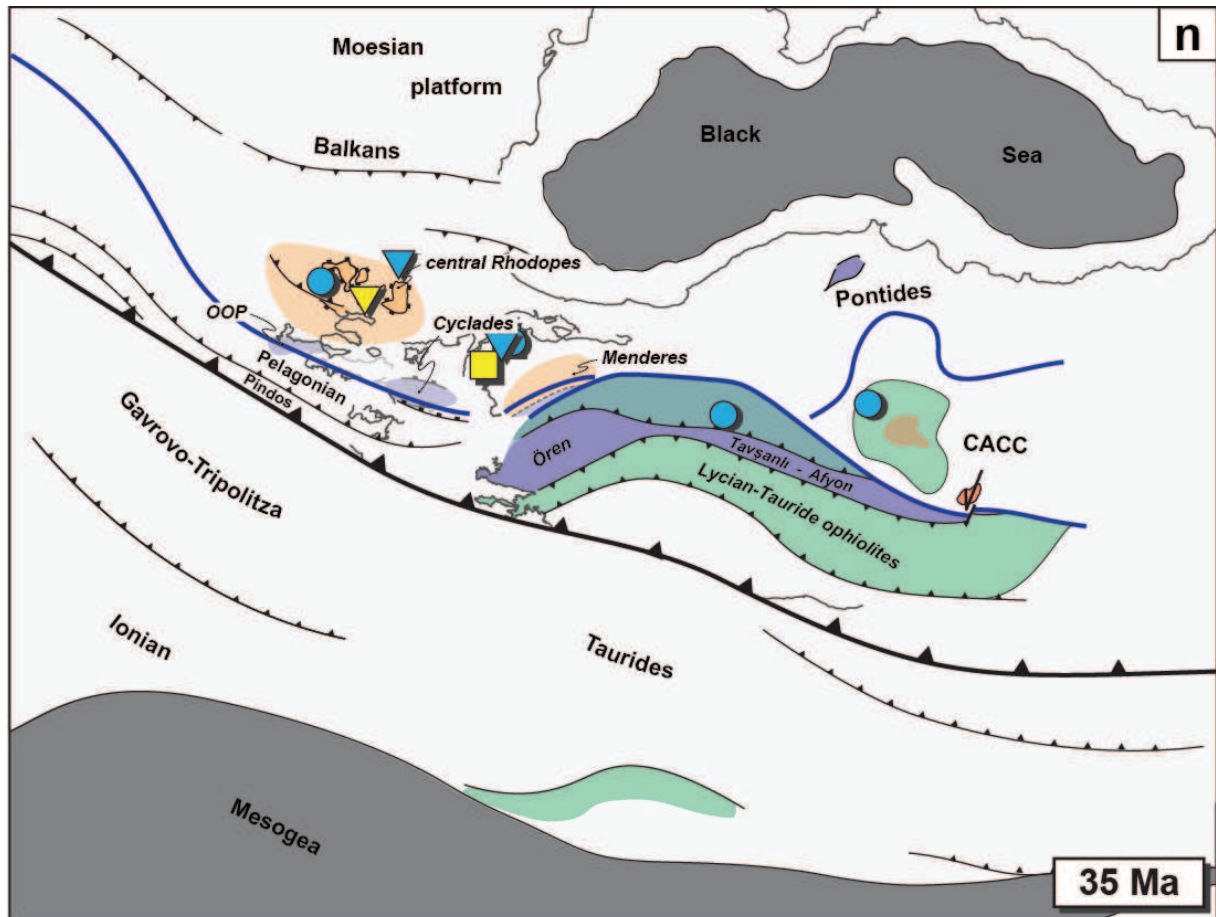 n
Moesian
platform
Black
Sea
Balkans
central Rhodopes
Pontides
OOP
Cyclades
Menderes
Pelagonian
Pindos
Gavrovo-Tripolitza
CACC
Ören
Tavşanlı - Afyon
Lycian-Tauride ophiolites
Ionian
Taurides
Mesogea
35 Ma